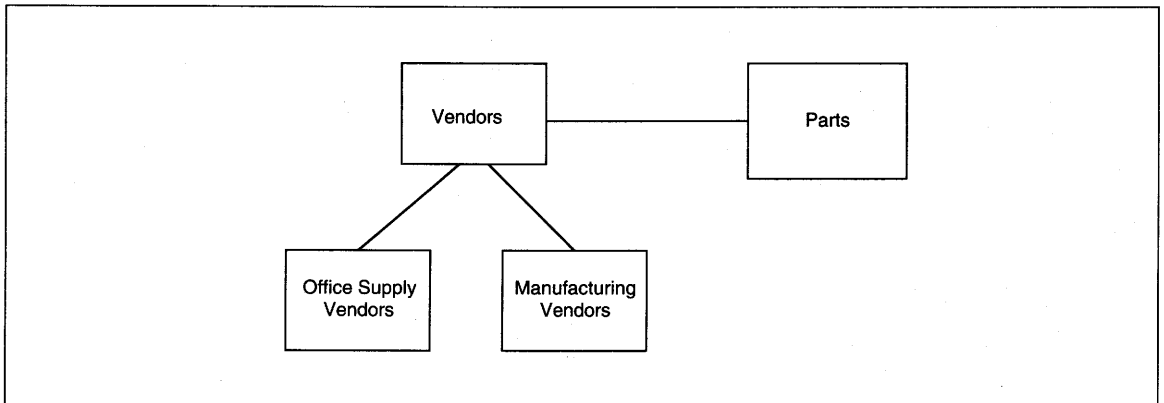 Vendors
Parts
Office Supply
Vendors
Manufacturing
Vendors